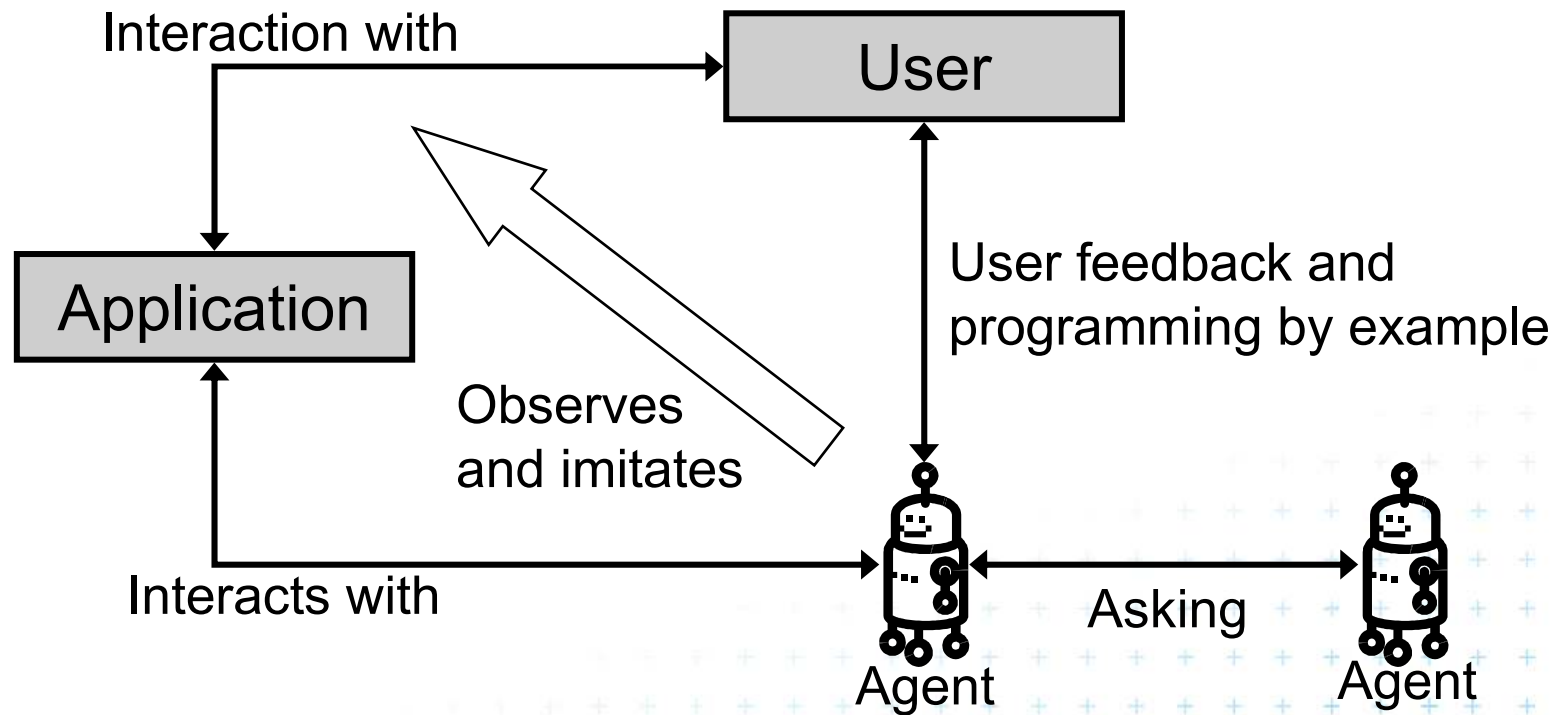 Interaction with
User
Application
User feedback and
programming by example
Observes
and imitates
Interacts with
Asking
Agent
Agent